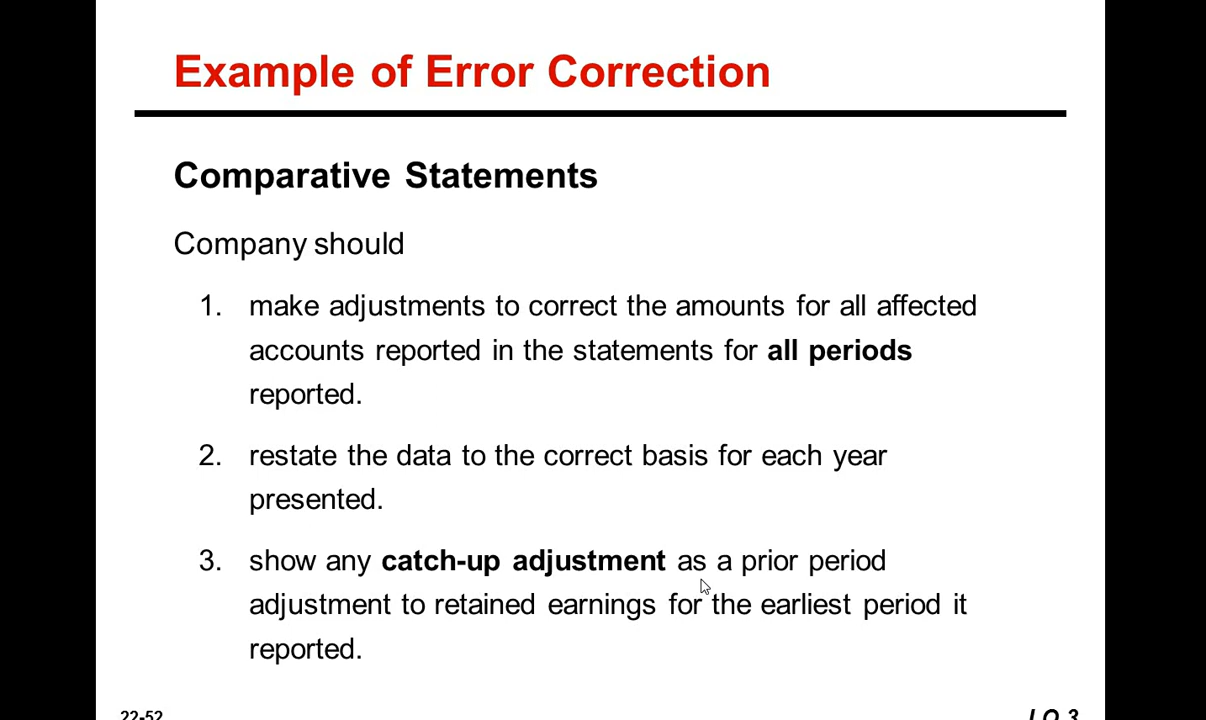 Example of Error Correction
Comparative Statements
Company should
1. make adjustments to correct the amounts for all affected
accounts reported in the statements for all periods
reported.
2. restate the data to the correct basis for each year
presented.
3. show any catch-up adjustment as a prior period
adjustment to retained earnings for the earliest period it
reported.
22-52
LO 3